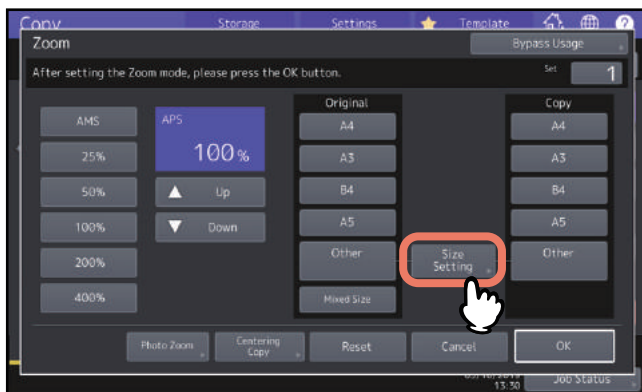 Copy
Storage
Settings
Template
?
Zoom
Bypass Usage
After setting the Zoom mode, please press the OK button.
Set
1
AMS
25%
50%
100%
200%
400%
APS
100 %
Up
Down
Original
A4
A3
B4
A5
Other
Mixed Size
Size
Setting
Copy
A4
A3
B4
A5
Other
Photo Zoom
Centering
Copy
Reset
Cancel
OK
13:30
Job Status